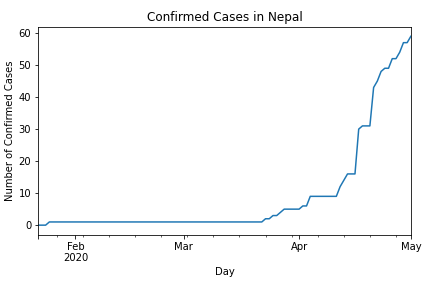 Confirmed Cases in Nepal
60
50
40
30
20
10
0
Number of Confirmed Cases
Feb
2020
Mar
Apr
May
Day